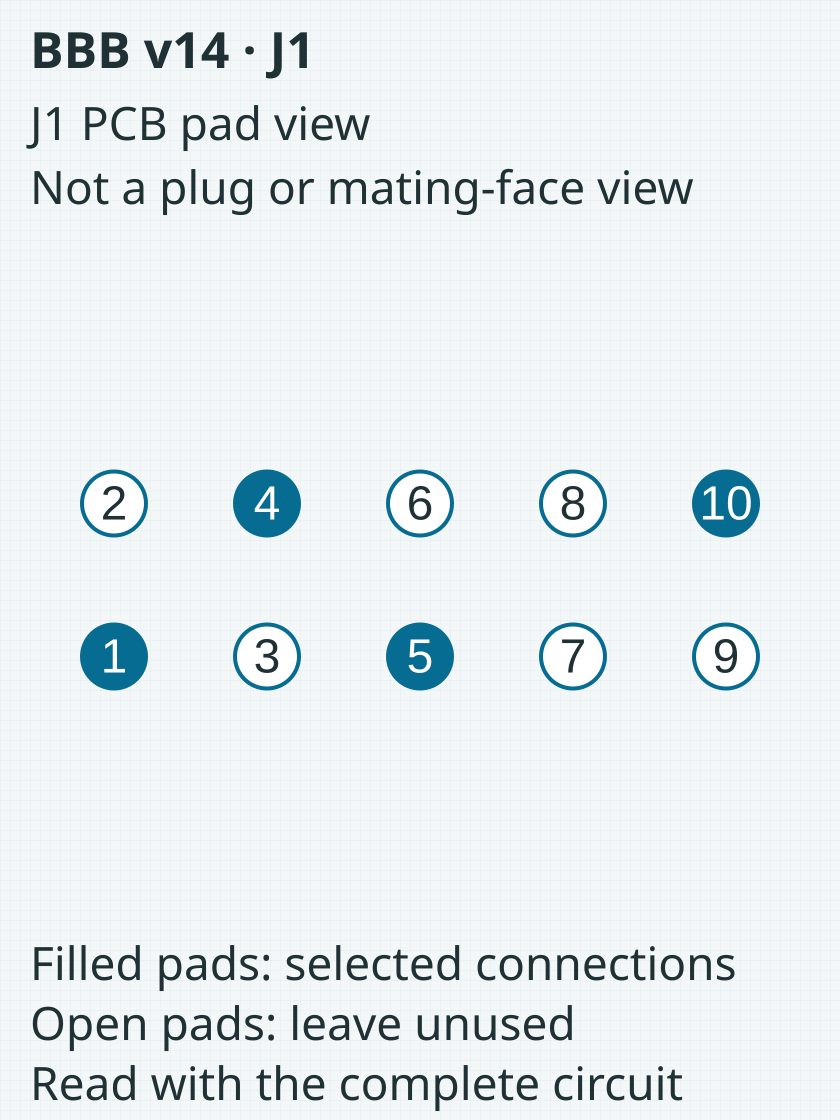 BBB v14 · J1
J1 PCB pad view
Not a plug or mating-face view
2 4 6 8 10
1 3 5 7 9
Filled pads: selected connections
Open pads: leave unused
Read with the complete circuit